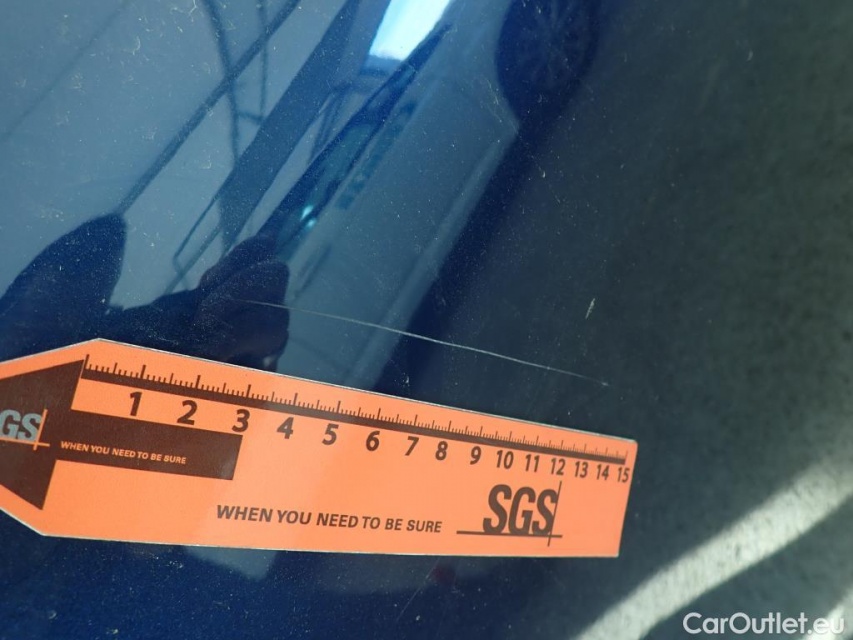 1 2 3 4 5 6 7 8 9 10 11 12 13 14 15
GS
WHEN YOU NEED TO BE SURE
WHEN YOU NEED TO BE SURE
SGS
CarOutlet.eu